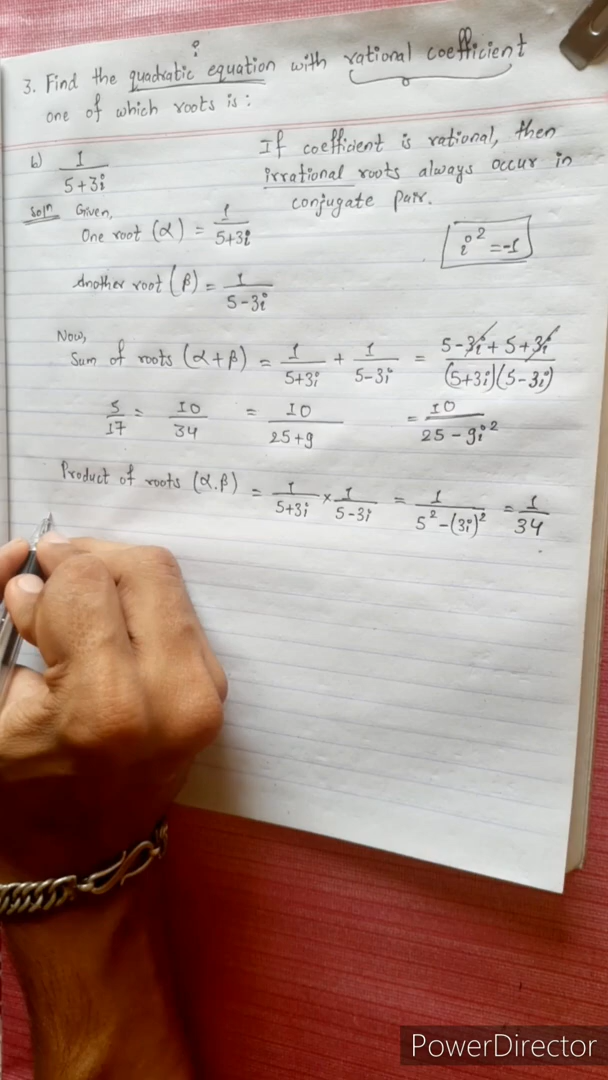 3. Find the quadratic equation with rational coefficient
one of which roots is :
b) 1/(5+3i)
If coefficient is rational, then
irrational roots always occur in
conjugate pair.
Soln Given,
One root (α) = 1/(5+3i)
i² = -1
Another root (β) = 1/(5-3i)
Now,
Sum of roots (α+β) = 1/(5+3i) + 1/(5-3i) = (5-3i+5+3i)/((5+3i)(5-3i))
5/17 = 10/34 = 10/(25+9) = 10/(25-9i²)
Product of roots (α.β) = 1/(5+3i) × 1/(5-3i) = 1/(5²-(3i)²) = 1/34
PowerDirector